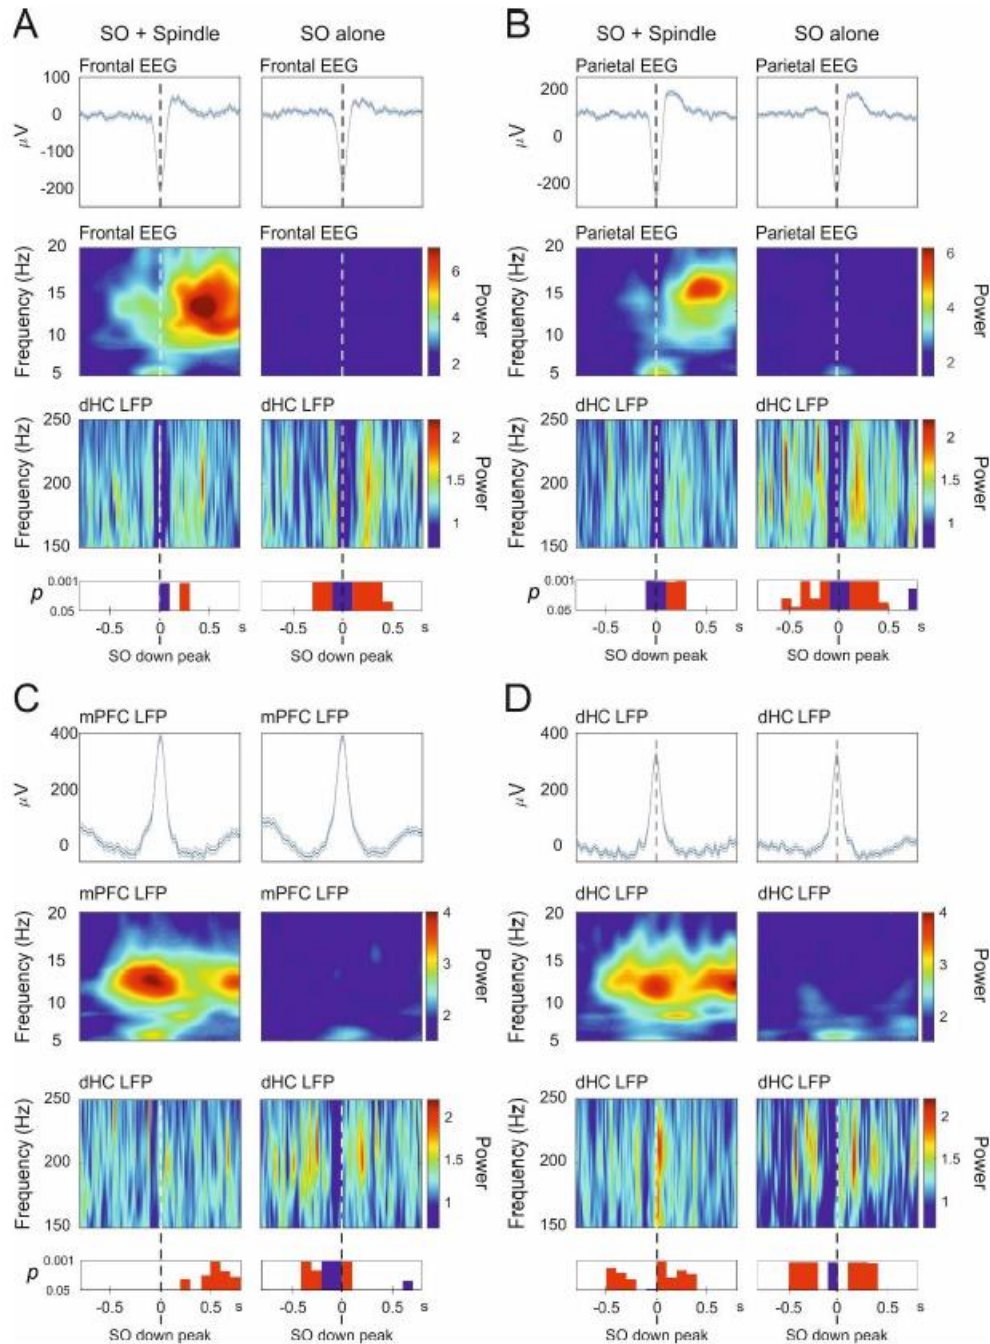 A
SO + Spindle
SO alone
B
SO + Spindle
SO alone
Frontal EEG
Frontal EEG
Parietal EEG
Parietal EEG
100
0
-100
-200
μV
200
0
-200
μV
Frontal EEG
Frontal EEG
Parietal EEG
Parietal EEG
20
15
10
5
Frequency (Hz)
6
4
2
Power
20
15
10
5
Frequency (Hz)
6
4
2
Power
dHC LFP
dHC LFP
dHC LFP
dHC LFP
250
200
150
Frequency (Hz)
2
1.5
1
Power
250
200
150
Frequency (Hz)
2
1.5
1
Power
p
0.001
0.05
p
0.001
0.05
-0.5 0 0.5 s
-0.5 0 0.5 s
-0.5 0 0.5 s
-0.5 0 0.5 s
SO down peak
SO down peak
SO down peak
SO down peak
C
mPFC LFP
mPFC LFP
D
dHC LFP
dHC LFP
400
200
0
μV
400
200
0
μV
mPFC LFP
mPFC LFP
dHC LFP
dHC LFP
20
15
10
5
Frequency (Hz)
4
3
2
Power
20
15
10
5
Frequency (Hz)
4
3
2
Power
dHC LFP
dHC LFP
dHC LFP
dHC LFP
250
200
150
Frequency (Hz)
2
1.5
1
Power
250
200
150
Frequency (Hz)
2
1.5
1
Power
p
0.001
0.05
p
0.001
0.05
-0.5 0 0.5 s
-0.5 0 0.5 s
-0.5 0 0.5 s
-0.5 0 0.5 s
SO down peak
SO down peak
SO down peak
SO down peak